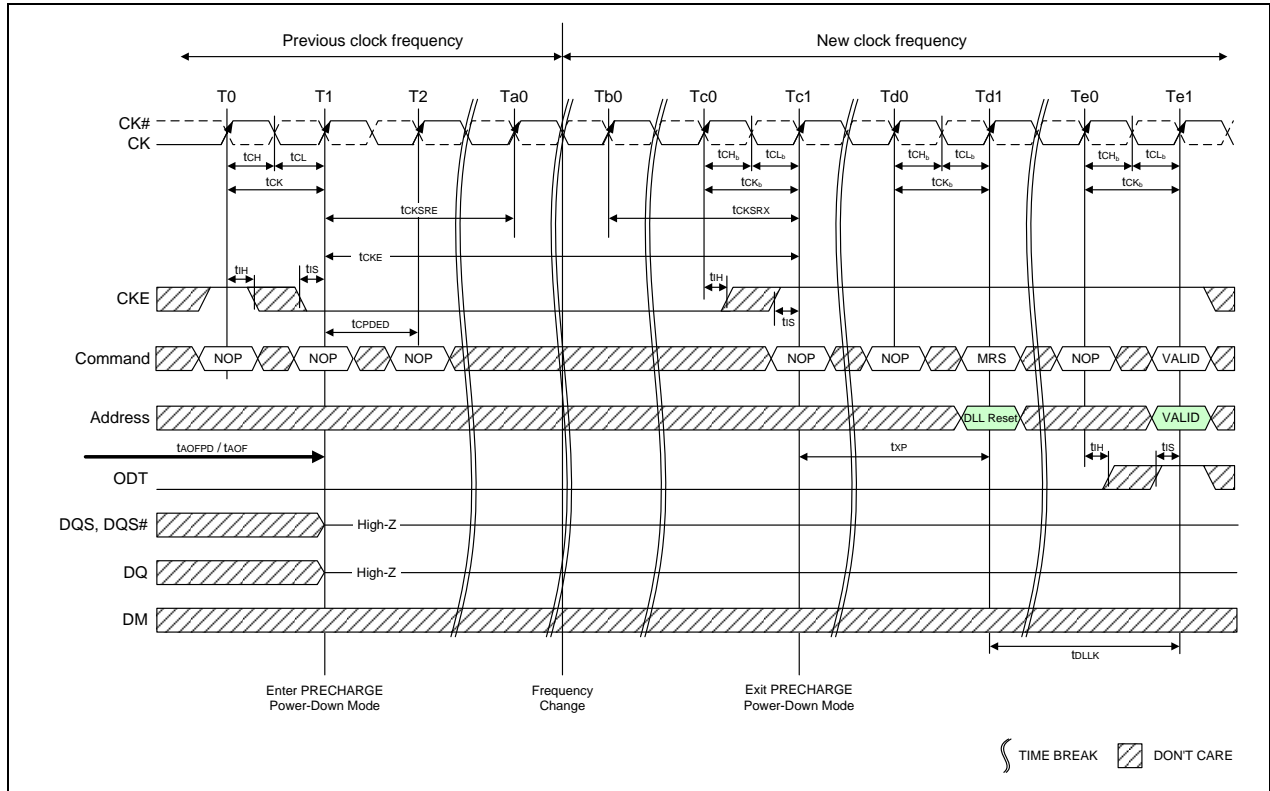 Previous clock frequency New clock frequency
T0 T1 T2 Ta0 Tb0 Tc0 Tc1 Td0 Td1 Te0 Te1
CK#
CK
tCH tCL tCHb tCLb tCHb tCLb tCHb tCLb
tCK tCKb tCKb tCKb
tCKSRE tCKSRX
tCKE
tIH tIS tIH
CKE
tIS
tCPDED
Command NOP NOP NOP NOP NOP MRS NOP VALID
Address DLL Reset VALID
tAOFPD / tAOF tXP tIH tIS
ODT
DQS, DQS# High-Z
DQ High-Z
DM
tDLLK
Enter PRECHARGE Frequency Exit PRECHARGE
Power-Down Mode Change Power-Down Mode
TIME BREAK DON'T CARE